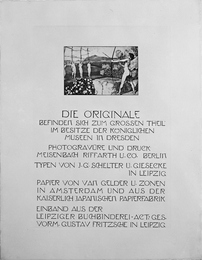 DIE ORIGINALE
BEFINDEN SICH ZUM GROSSEN THEIL
IM BESITZE DER KÖNIGLICHEN
MUSEEN IN DRESDEN
PHOTOGRAVÜRE UND DRUCK
MEISENBACH RIFFARTH U. CO. BERLIN
TYPEN VON J·G·SCHELTER U. GIESECKE
IN LEIPZIG
PAPIER VON VAN GELDER U. ZONEN
IN AMSTERDAM UND AUS DER
KAISERLICH JAPANISCHEN PAPIERFABRIK
EINBAND AUS DER
LEIPZIGER BUCHBINDEREI-ACT: GES
VORM. GUSTAV FRITZSCHE IN LEIPZIG